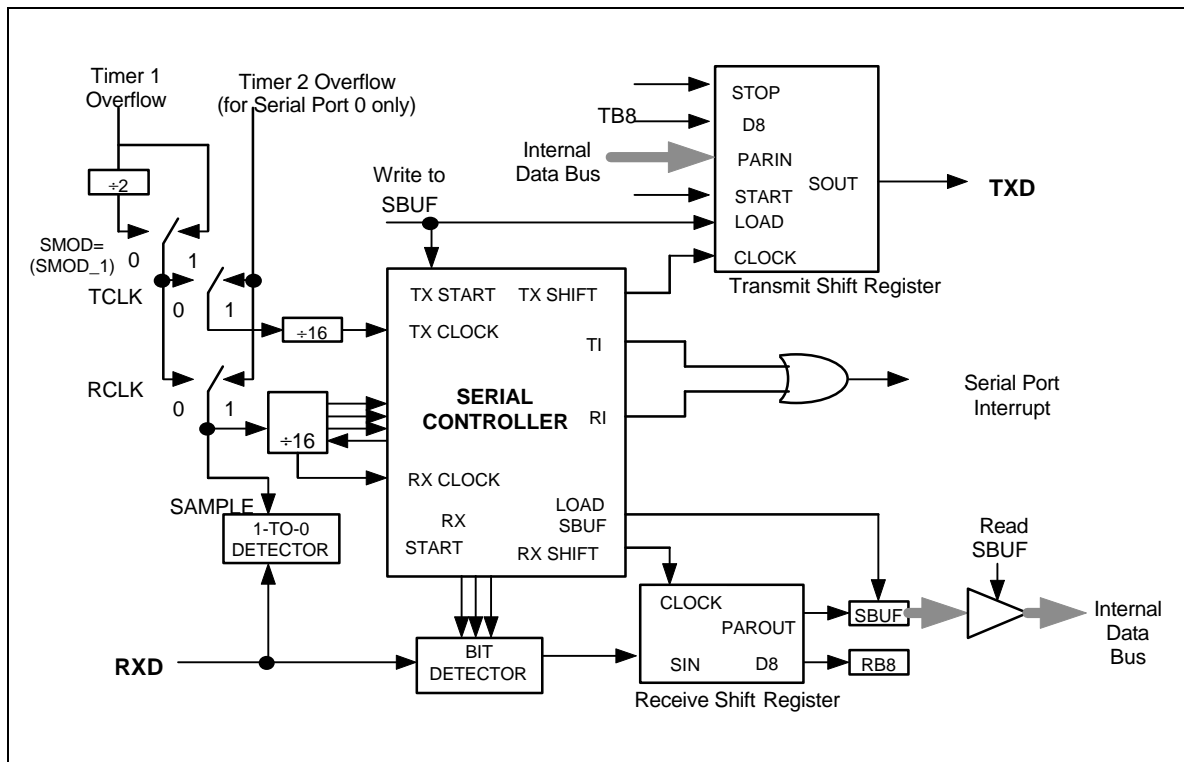 Timer 1
Overflow
Timer 2 Overflow
(for Serial Port 0 only)
÷2
SMOD=
(SMOD_1)
0
1
TCLK
0
1
÷16
RCLK
0
1
÷16
SAMPLE
1-TO-0
DETECTOR
RXD
Write to
SBUF
TX START
TX SHIFT
TX CLOCK
TI
SERIAL
CONTROLLER
RI
RX CLOCK
LOAD
SBUF
RX
START
RX SHIFT
BIT
DETECTOR
TB8
Internal
Data Bus
STOP
D8
PARIN
SOUT
START
LOAD
CLOCK
Transmit Shift Register
TXD
Serial Port
Interrupt
CLOCK
PAROUT
SIN
D8
Receive Shift Register
SBUF
RB8
Read
SBUF
Internal
Data
Bus